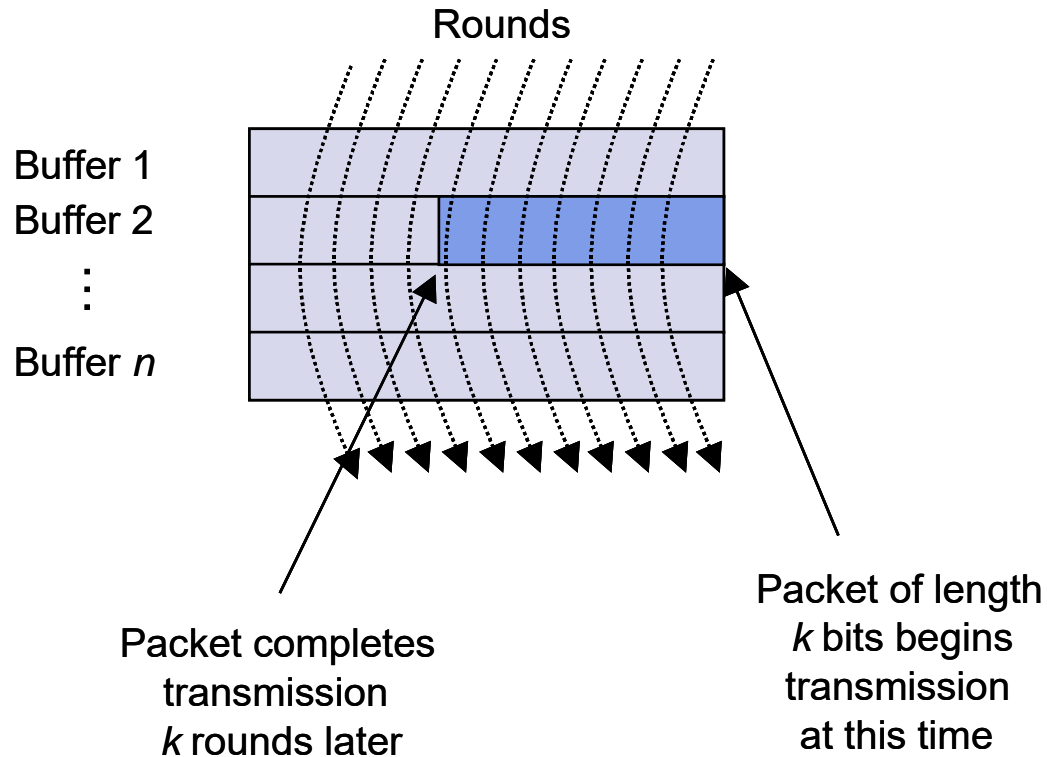 Rounds
Buffer 1
Buffer 2
⋮
Buffer n
Packet completes
transmission
k rounds later
Packet of length
k bits begins
transmission
at this time